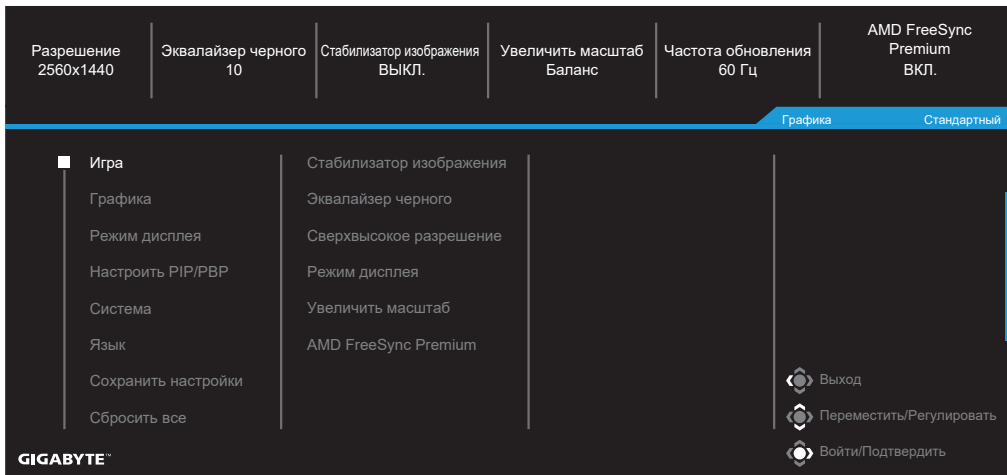 Разрешение
2560x1440
Эквалайзер черного
10
Стабилизатор изображения
ВЫКЛ.
Увеличить масштаб
Баланс
Частота обновления
60 Гц
AMD FreeSync
Premium
ВКЛ.
Графика
Стандартный
Игра
Графика
Режим дисплея
Настроить PIP/PBP
Система
Язык
Сохранить настройки
Сбросить все
Стабилизатор изображения
Эквалайзер черного
Сверхвысокое разрешение
Режим дисплея
Увеличить масштаб
AMD FreeSync Premium
Выход
Переместить/Регулировать
Войти/Подтвердить
GIGABYTE™